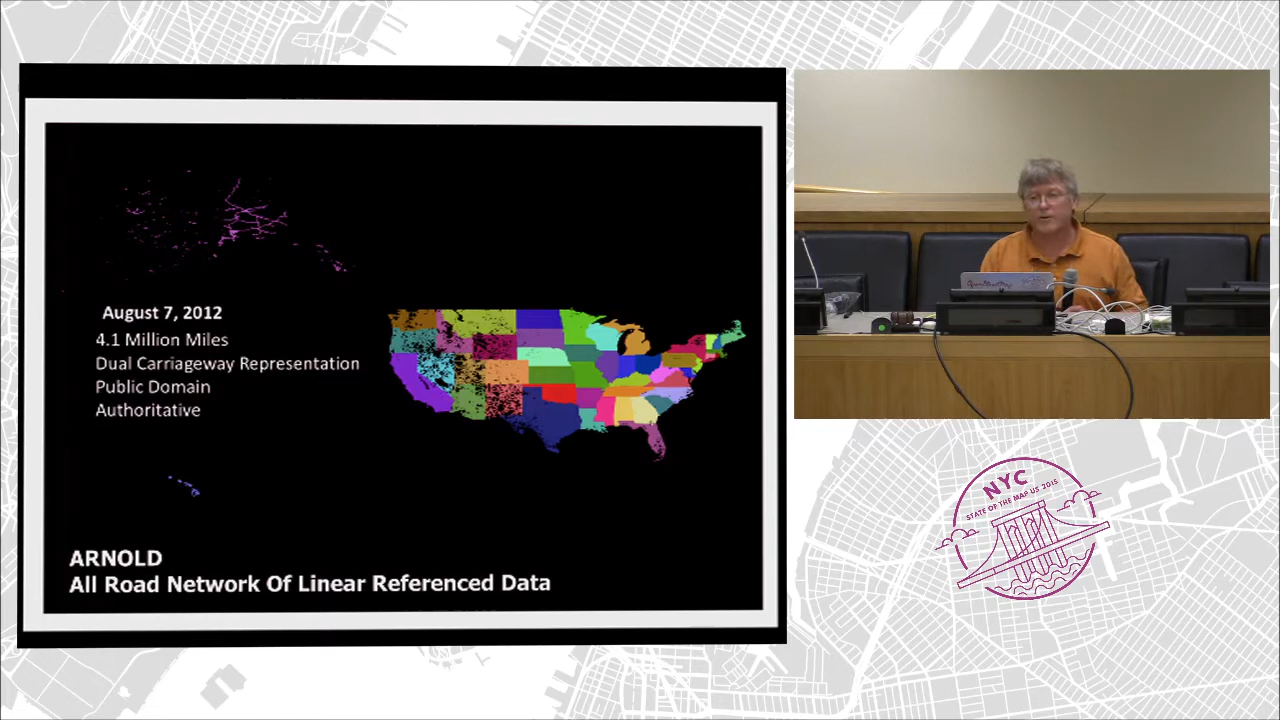 August 7, 2012
4.1 Million Miles
Dual Carriageway Representation
Public Domain
Authoritative
ARNOLD
All Road Network Of Linear Referenced Data
NYC
STATE OF THE MAP US 2015